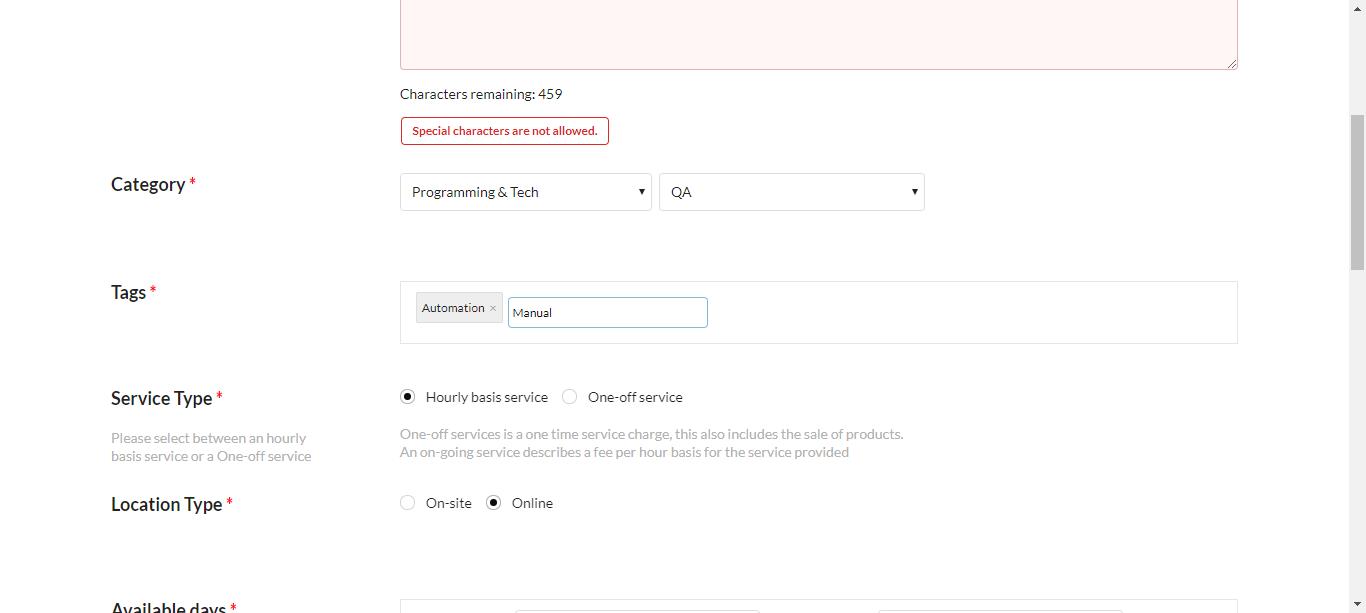 Characters remaining: 459
Special characters are not allowed.
Category *
Programming & Tech
QA
Tags *
Automation ×
Manual
Service Type *
Hourly basis service
One-off service
Please select between an hourly
basis service or a One-off service
One-off services is a one time service charge, this also includes the sale of products.
An on-going service describes a fee per hour basis for the service provided
Location Type *
On-site
Online
Available days *